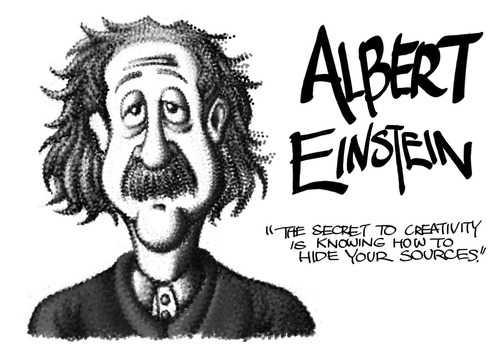 ALBERT
EINSTEIN
"THE SECRET TO CREATIVITY
IS KNOWING HOW TO
HIDE YOUR SOURCES."